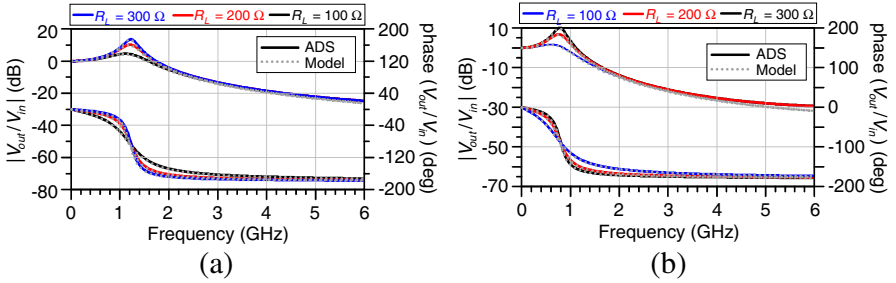 R_L = 300 Ω R_L = 200 Ω R_L = 100 Ω
|V_out/V_in| (dB)
20
0
-20
-40
-60
-80
ADS
Model
200
120
40
-40
-120
-200
phase (V_out/V_in) (deg)
0 1 2 3 4 5 6
Frequency (GHz)
(a)
R_L = 100 Ω R_L = 200 Ω R_L = 300 Ω
|V_out/V_in| (dB)
10
-10
-30
-50
-70
ADS
Model
200
100
0
-100
-200
phase (V_out/V_in) (deg)
0 1 2 3 4 5 6
Frequency (GHz)
(b)